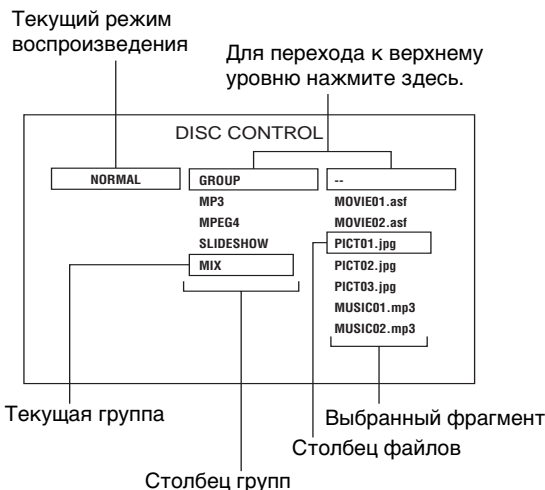 Текущий режим
воспроизведения
Для перехода к верхнему
уровню нажмите здесь.
DISC CONTROL
NORMAL
GROUP
MP3
MPEG4
SLIDESHOW
MIX
--
MOVIE01.asf
MOVIE02.asf
PICT01.jpg
PICT02.jpg
PICT03.jpg
MUSIC01.mp3
MUSIC02.mp3
Текущая группа
Выбранный фрагмент
Столбец файлов
Столбец групп